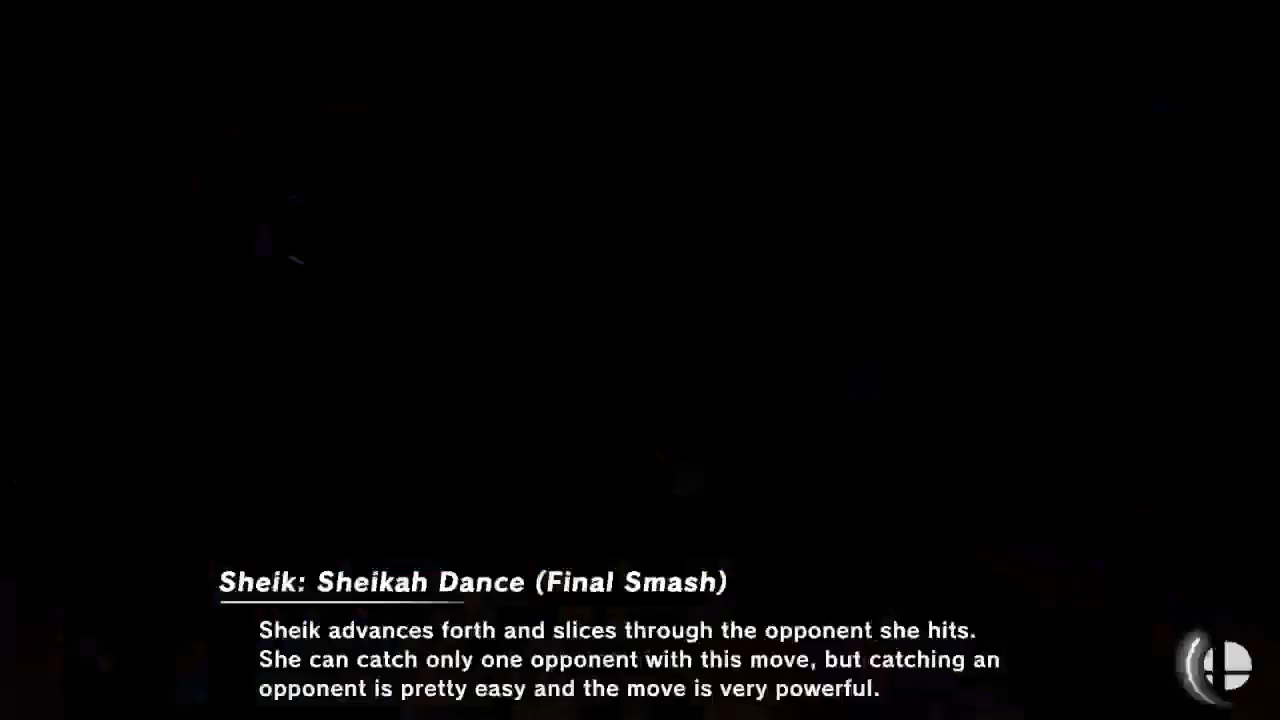 Sheik: Sheikah Dance (Final Smash)
Sheik advances forth and slices through the opponent she hits.
She can catch only one opponent with this move, but catching an
opponent is pretty easy and the move is very powerful.